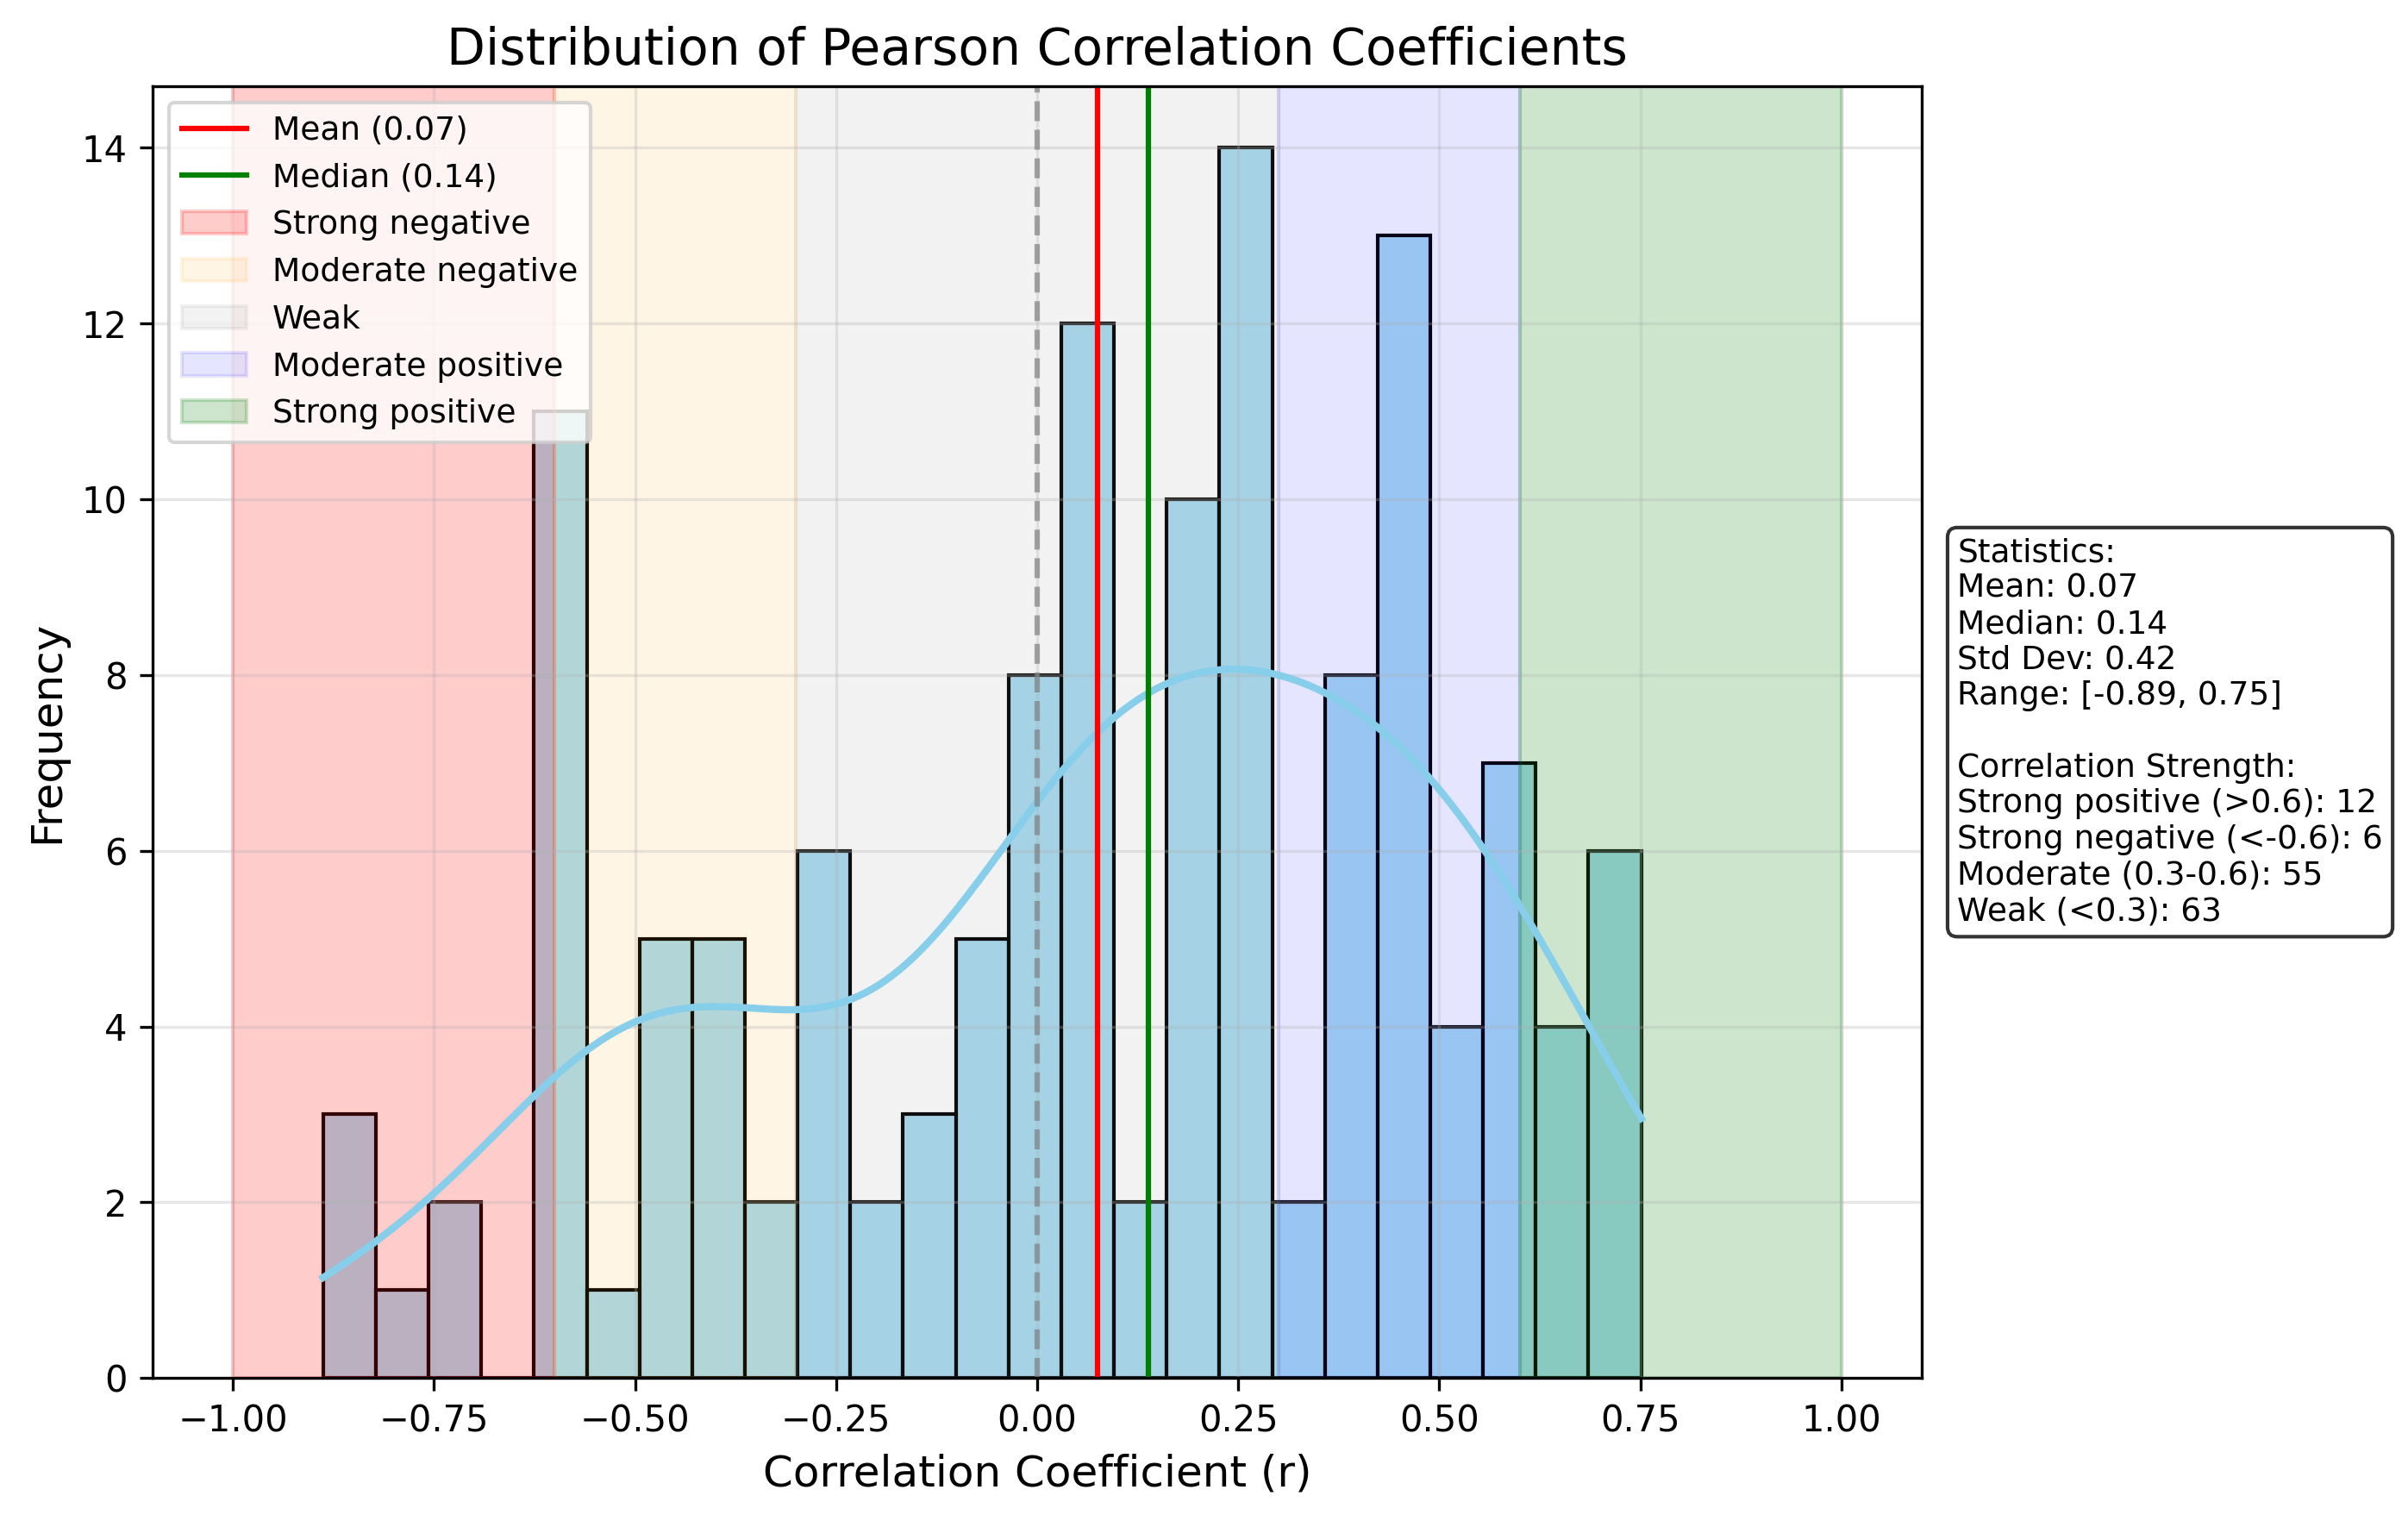 Distribution of Pearson Correlation Coefficients
Mean (0.07)
Median (0.14)
Strong negative
Moderate negative
Weak
Moderate positive
Strong positive
Frequency
14
12
10
8
6
4
2
0
−1.00 −0.75 −0.50 −0.25 0.00 0.25 0.50 0.75 1.00
Correlation Coefficient (r)
Statistics:
Mean: 0.07
Median: 0.14
Std Dev: 0.42
Range: [-0.89, 0.75]
Correlation Strength:
Strong positive (>0.6): 12
Strong negative (<-0.6): 6
Moderate (0.3-0.6): 55
Weak (<0.3): 63